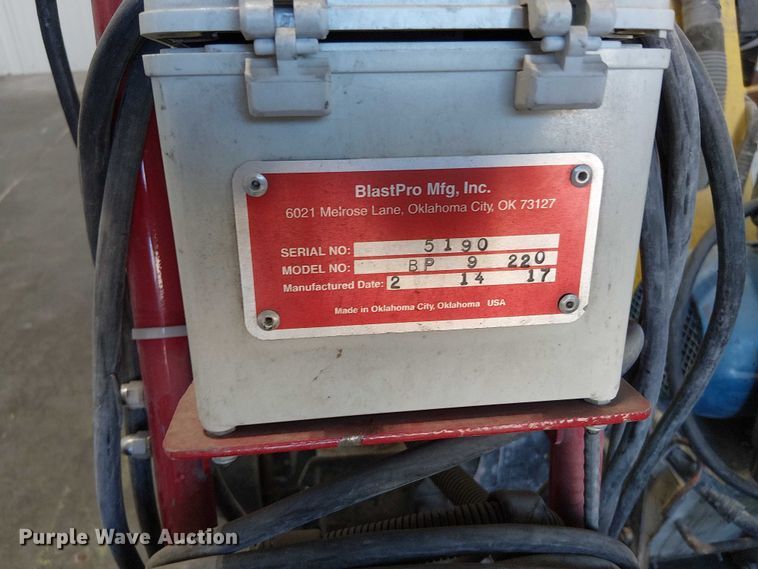 BlastPro Mfg, Inc.
6021 Melrose Lane, Oklahoma City, OK 73127
SERIAL NO: 5190
MODEL NO: BP 9 220
Manufactured Date: 2 14 17
Made in Oklahoma City, Oklahoma USA
Purple Wave Auction